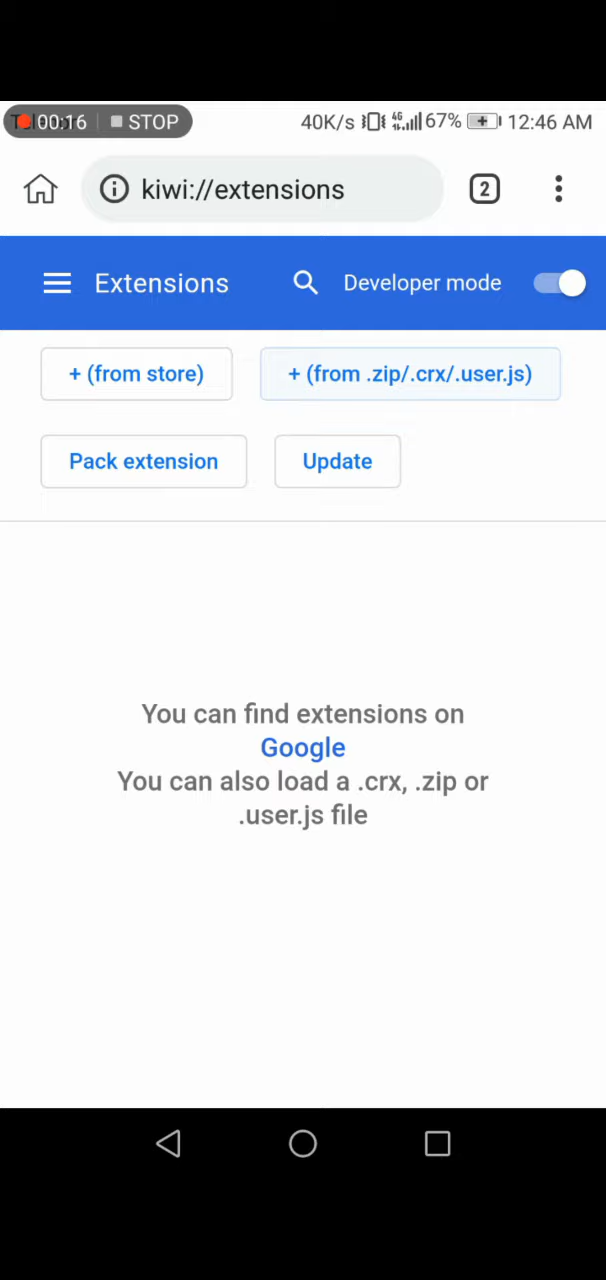 00:16 STOP 40K/s 4G 67% 12:46 AM
kiwi://extensions 2
Extensions Developer mode
+ (from store) + (from .zip/.crx/.user.js)
Pack extension Update
You can find extensions on
Google
You can also load a .crx, .zip or
.user.js file